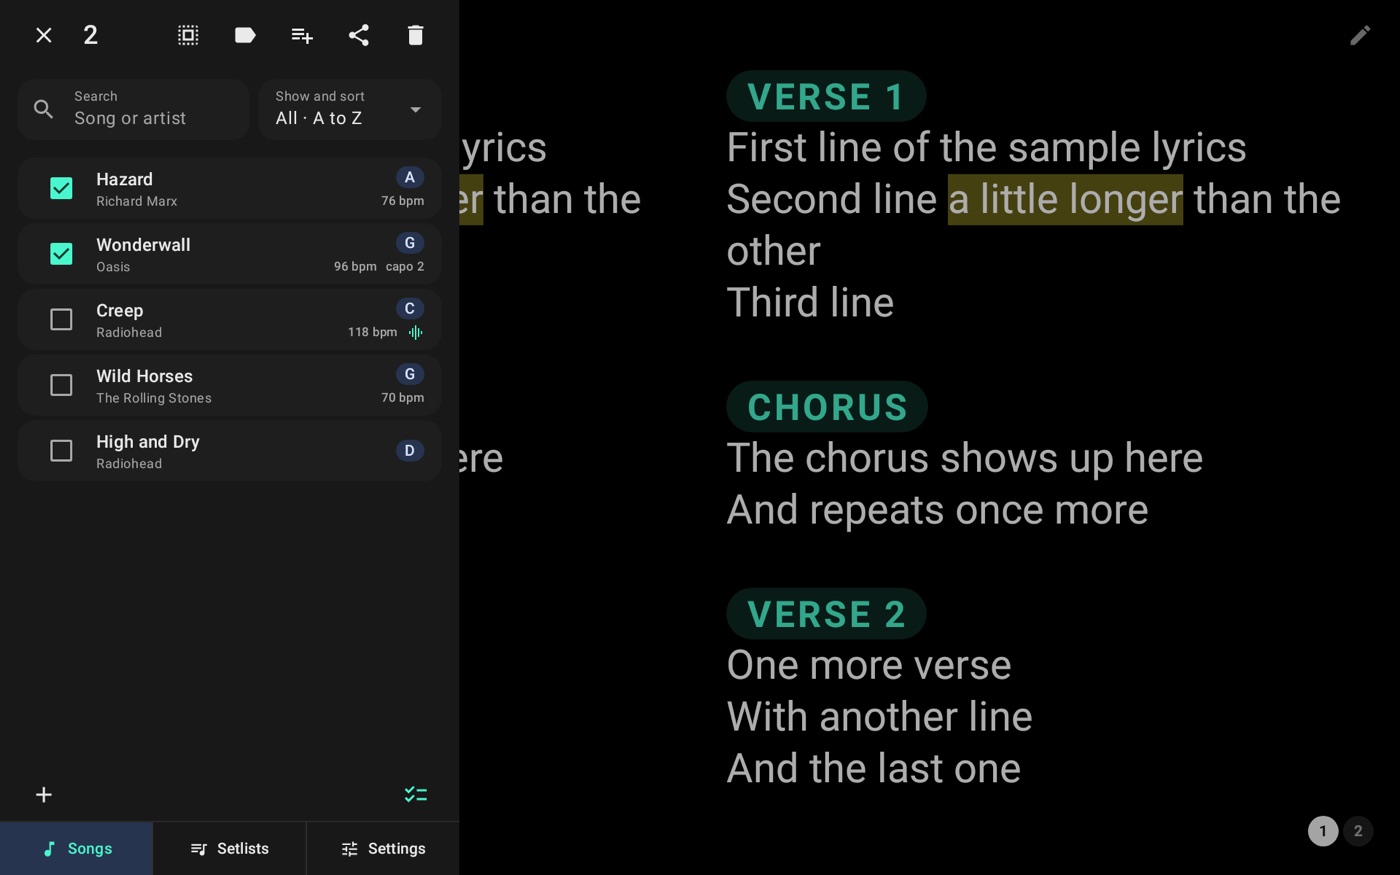 2
Search
Song or artist
Show and sort
All · A to Z
Hazard
Richard Marx
A
76 bpm
Wonderwall
Oasis
G
96 bpm capo 2
Creep
Radiohead
C
118 bpm
Wild Horses
The Rolling Stones
G
70 bpm
High and Dry
Radiohead
D
Songs
Setlists
Settings
yrics
er than the
ere
VERSE 1
First line of the sample lyrics
Second line a little longer than the
other
Third line
CHORUS
The chorus shows up here
And repeats once more
VERSE 2
One more verse
With another line
And the last one
1 2